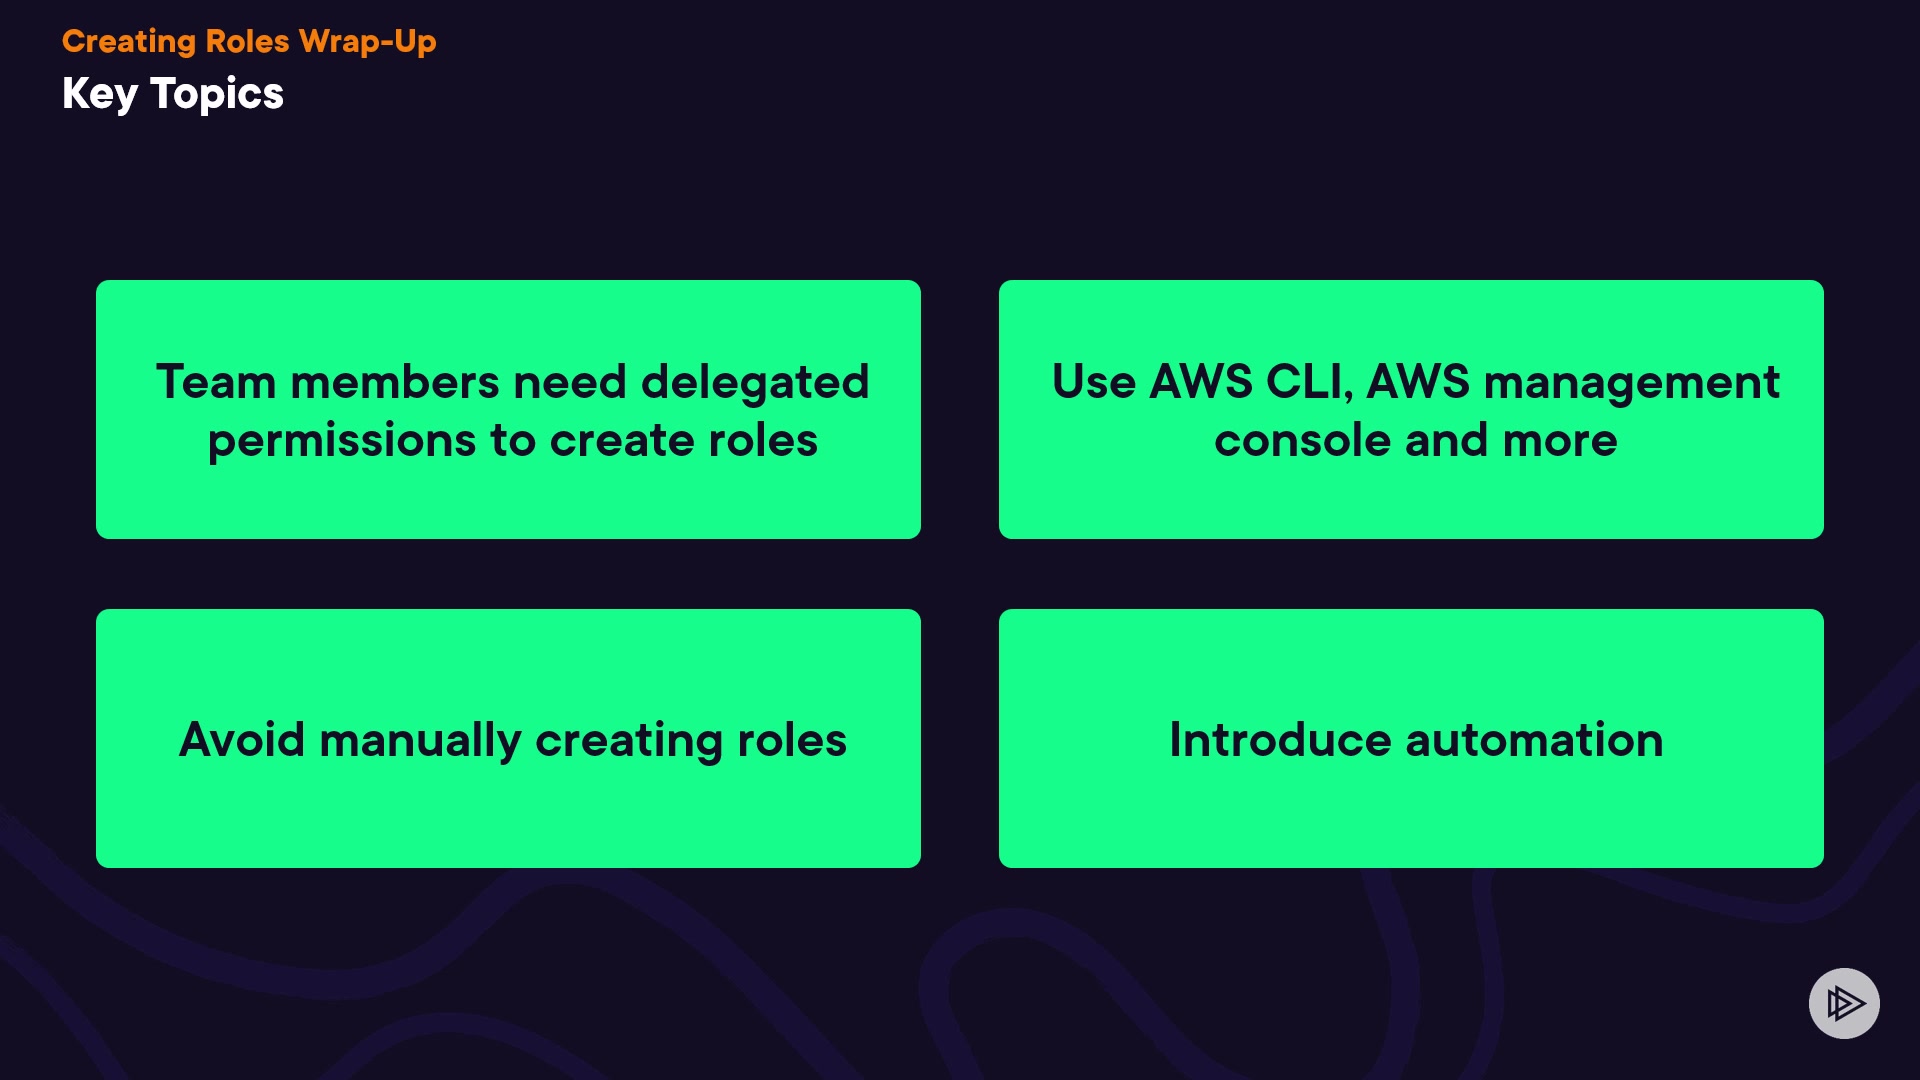 Creating Roles Wrap-Up
Key Topics
Team members need delegated
permissions to create roles
Use AWS CLI, AWS management
console and more
Avoid manually creating roles
Introduce automation